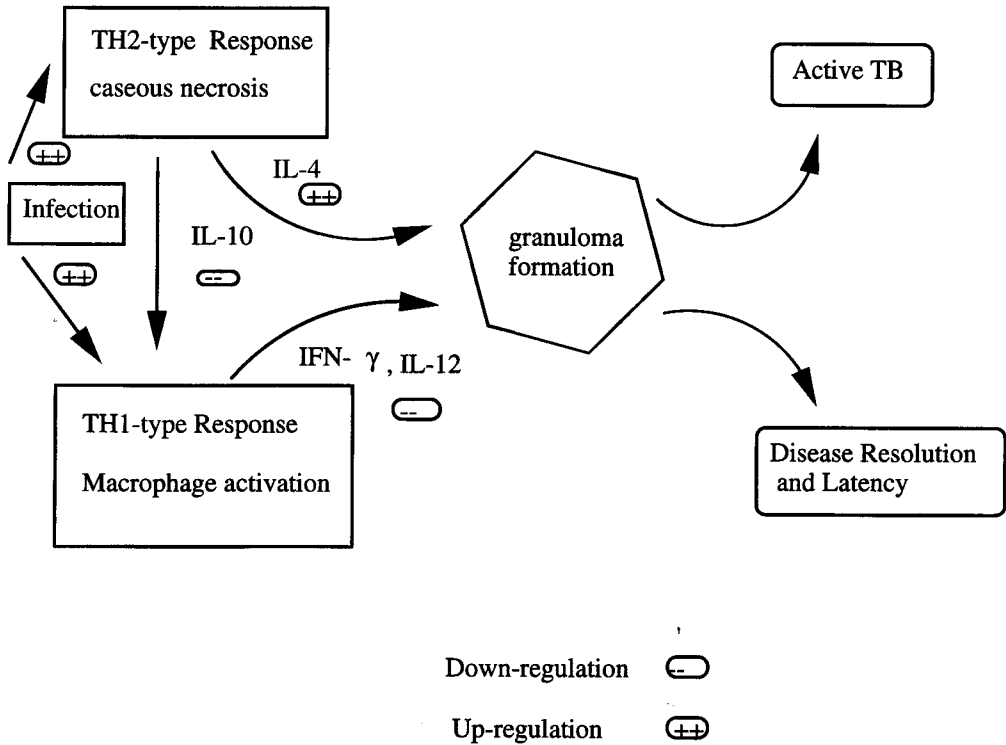 TH2-type Response
caseous necrosis
Active TB
++
IL-4
++
Infection
IL-10
--
granuloma
formation
++
IFN- γ , IL-12
--
TH1-type Response
Macrophage activation
Disease Resolution
and Latency
Down-regulation --
Up-regulation ++